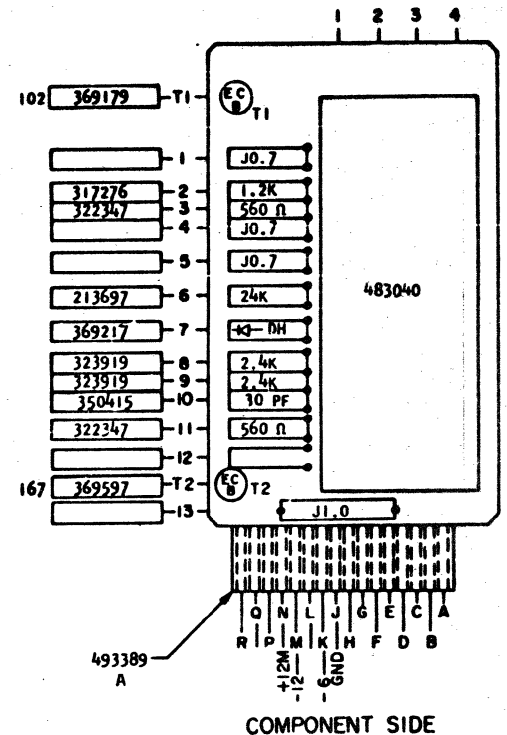 1 2 3 4
102 369179 T1 E C B T1
1 J0.7
317276 2 1.2K
322347 3 560 Ω
4 J0.7
5 J0.7
483040
213697 6 24K
369217 7 DH
323919 8 2.4K
323919 9 2.4K
350415 10 30 PF
322347 11 560 Ω
12
167 369597 T2 E C B T2
13 J1.0
Q N L J G E C A
R P M K H F D B
+12M -12 -6 GND
493389
A
COMPONENT SIDE